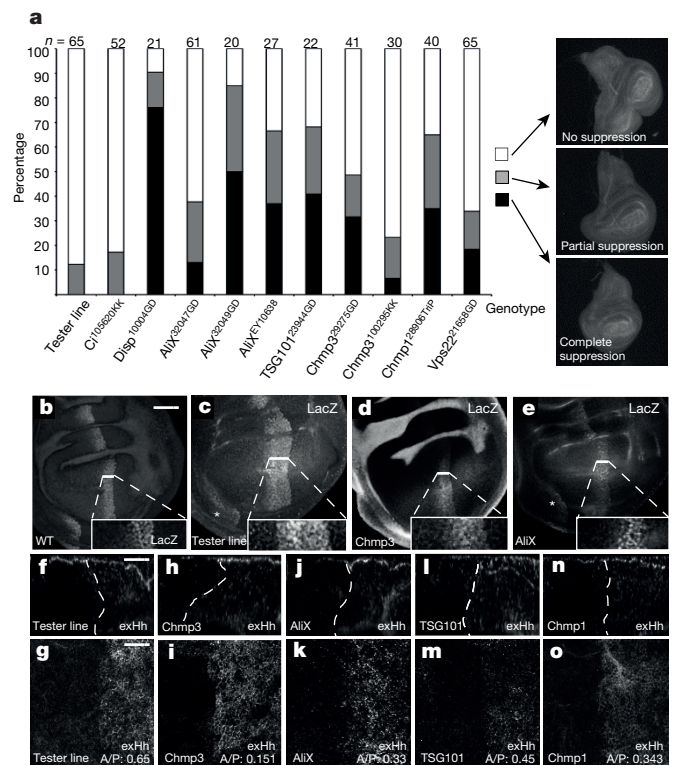 a
n = 65 52 21 61 20 27 22 41 30 40 65
100
90
80
70
60
50
40
30
20
10
Percentage
Tester line
Ci105620KK
Disp10004GD
AliX32047GD
AliX32049GD
AliXEY10638
TSG10123944GD
Chmp329275GD
Chmp3100295KK
Chmp128906TriP
Vps2221658GD
Genotype
No suppression
Partial suppression
Complete
suppression
b
WT
LacZ
c
LacZ
Tester line
*
d
LacZ
Chmp3
e
LacZ
*
AliX
f
Tester line
exHh
h
Chmp3
exHh
j
AliX
exHh
l
TSG101
exHh
n
Chmp1
exHh
g
exHh
Tester line A/P: 0.65
i
exHh
Chmp3 A/P: 0.151
k
exHh
AliX A/P: 0.33
m
exHh
TSG101 A/P: 0.45
o
exHh
Chmp1 A/P: 0.343